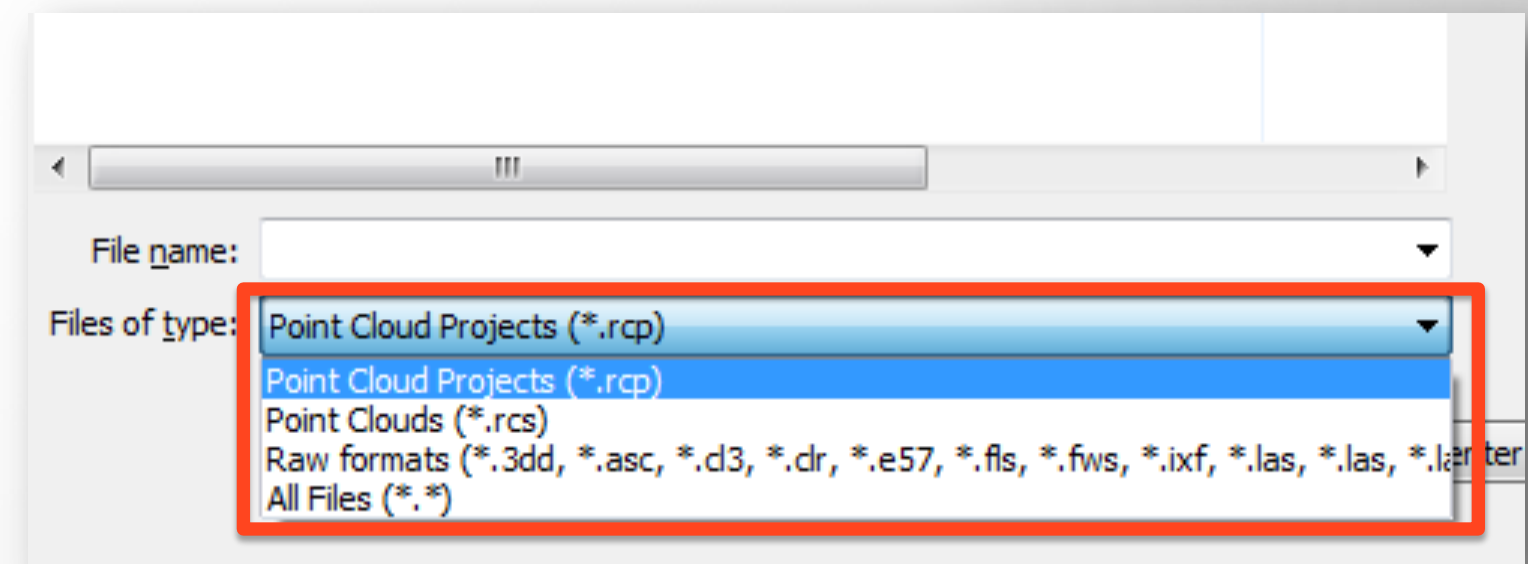 File name:
Files of type: Point Cloud Projects (*.rcp)
Point Cloud Projects (*.rcp)
Point Clouds (*.rcs)
Raw formats (*.3dd, *.asc, *.cl3, *.clr, *.e57, *.fls, *.fws, *.ixf, *.las, *.las,
All Files (*.*)